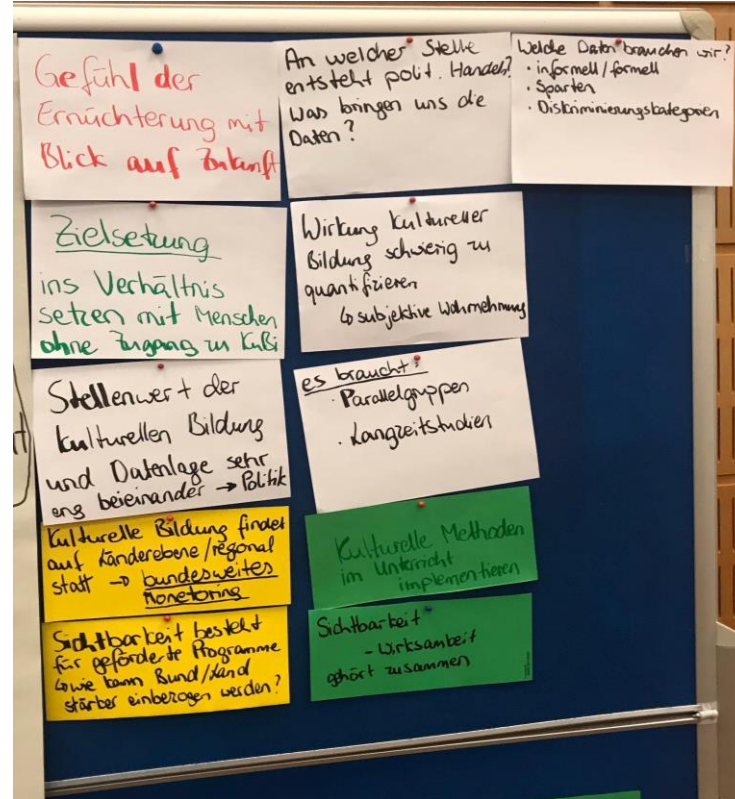 Gefühl der
Ernüchterung mit
Blick auf Zukunft
An welcher Stelle
entsteht polit. Handeln?
Was bringen uns die
Daten?
Welche Daten brauchen wir?
· informell/formell
· Sparten
· Diskriminierungskategorien
Zielsetzung
ins Verhältnis
setzen mit Menschen
ohne Zugang zu KuBi
Wirkung kultureller
Bildung schwierig zu
quantifizieren
↳ subjektive Wahrnehmung
Stellenwert der
kulturellen Bildung
und Datenlage sehr
eng beieinander → Politik
es braucht:
· Parallelgruppen
· Langzeitstudien
Kulturelle Bildung findet
auf Länderebene/regional
statt → bundesweites
Monetoring
Kulturelle Methoden
im Unterricht
implementieren
Sichtbarkeit besteht
für geförderte Programme
↳ wie kann Bund/Land
stärker einbezogen werden?
Sichtbarkeit
- Wirksamkeit
gehört zusammen